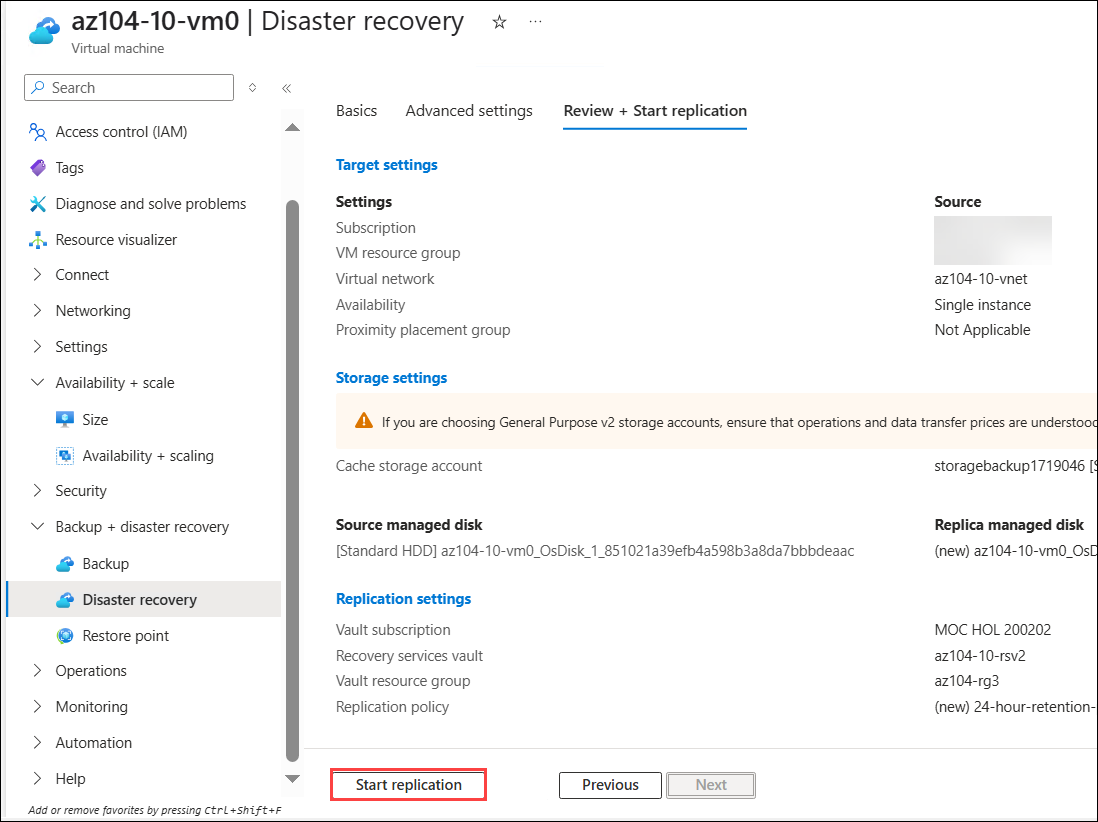 az104-10-vm0 | Disaster recovery
Virtual machine
Search
Access control (IAM)
Tags
Diagnose and solve problems
Resource visualizer
Connect
Networking
Settings
Availability + scale
Size
Availability + scaling
Security
Backup + disaster recovery
Backup
Disaster recovery
Restore point
Operations
Monitoring
Automation
Help
Add or remove favorites by pressing Ctrl+Shift+F
Basics Advanced settings Review + Start replication
Target settings
Settings Source
Subscription
VM resource group
Virtual network az104-10-vnet
Availability Single instance
Proximity placement group Not Applicable
Storage settings
If you are choosing General Purpose v2 storage accounts, ensure that operations and data transfer prices are understood
Cache storage account storagebackup1719046 [S
Source managed disk Replica managed disk
[Standard HDD] az104-10-vm0_OsDisk_1_851021a39efb4a598b3a8da7bbbdeaac (new) az104-10-vm0_OsD
Replication settings
Vault subscription MOC HOL 200202
Recovery services vault az104-10-rsv2
Vault resource group az104-rg3
Replication policy (new) 24-hour-retention-
Start replication Previous Next